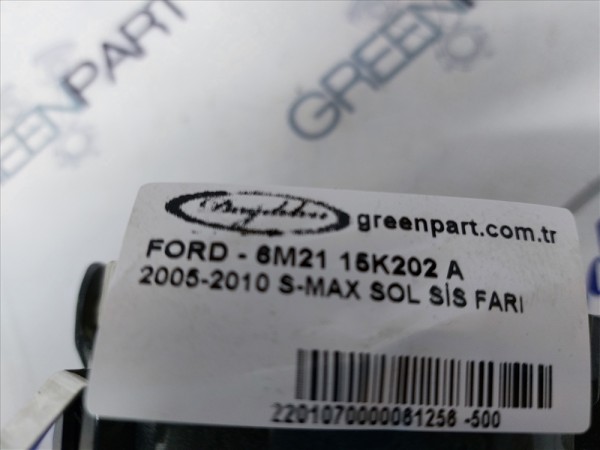 GREENPART
GREENPART
greenpart.com.tr
FORD - 6M21 15K202 A
2005-2010 S-MAX SOL SİS FARI
2201070000061256 -500